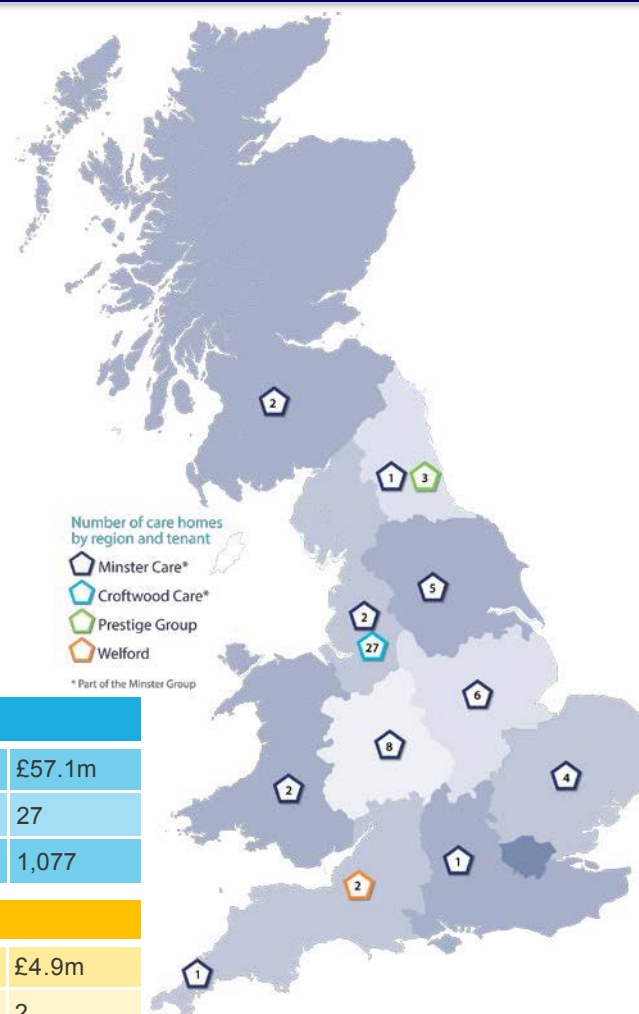 2
1
3
Number of care homes
by region and tenant
Minster Care*
Croftwood Care*
Prestige Group
Welford
* Part of the Minster Group
5
2
27
6
8
4
2
1
2
1
£57.1m
27
1,077
£4.9m
2